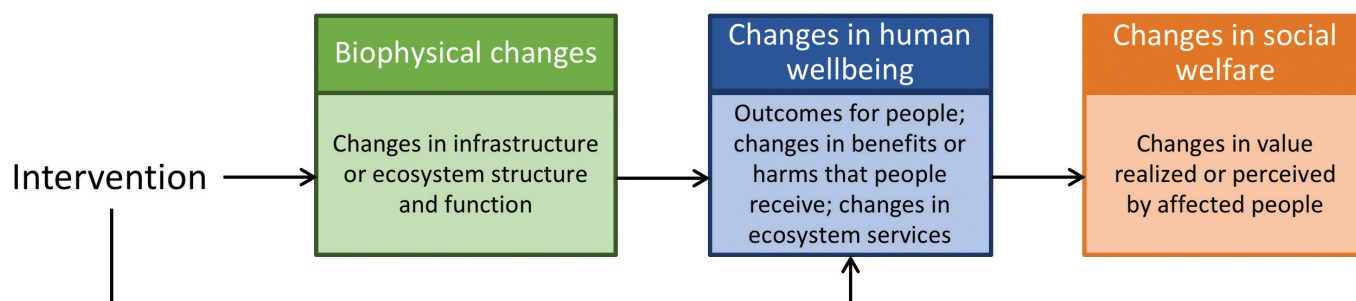 Intervention
Biophysical changes
Changes in infrastructure
or ecosystem structure
and function
Changes in human
wellbeing
Outcomes for people;
changes in benefits or
harms that people
receive; changes in
ecosystem services
Changes in social
welfare
Changes in value
realized or perceived
by affected people